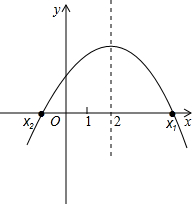 y
x₂ O 1 2 x₁ x